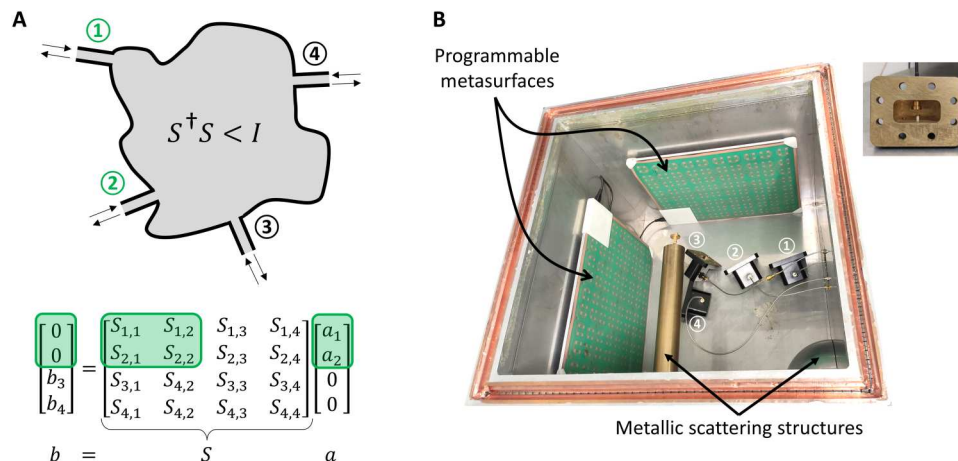 A
①
④
S†S < I
②
③
[0] = [S₁,₁ S₁,₂ S₁,₃ S₁,₄] [a₁]
[0] [S₂,₁ S₂,₂ S₂,₃ S₂,₄] [a₂]
[b₃] [S₃,₁ S₄,₂ S₃,₃ S₃,₄] [0]
[b₄] [S₄,₁ S₄,₂ S₄,₃ S₄,₄] [0]
b = S a
B
Programmable
metasurfaces
③
②
①
④
Metallic scattering structures